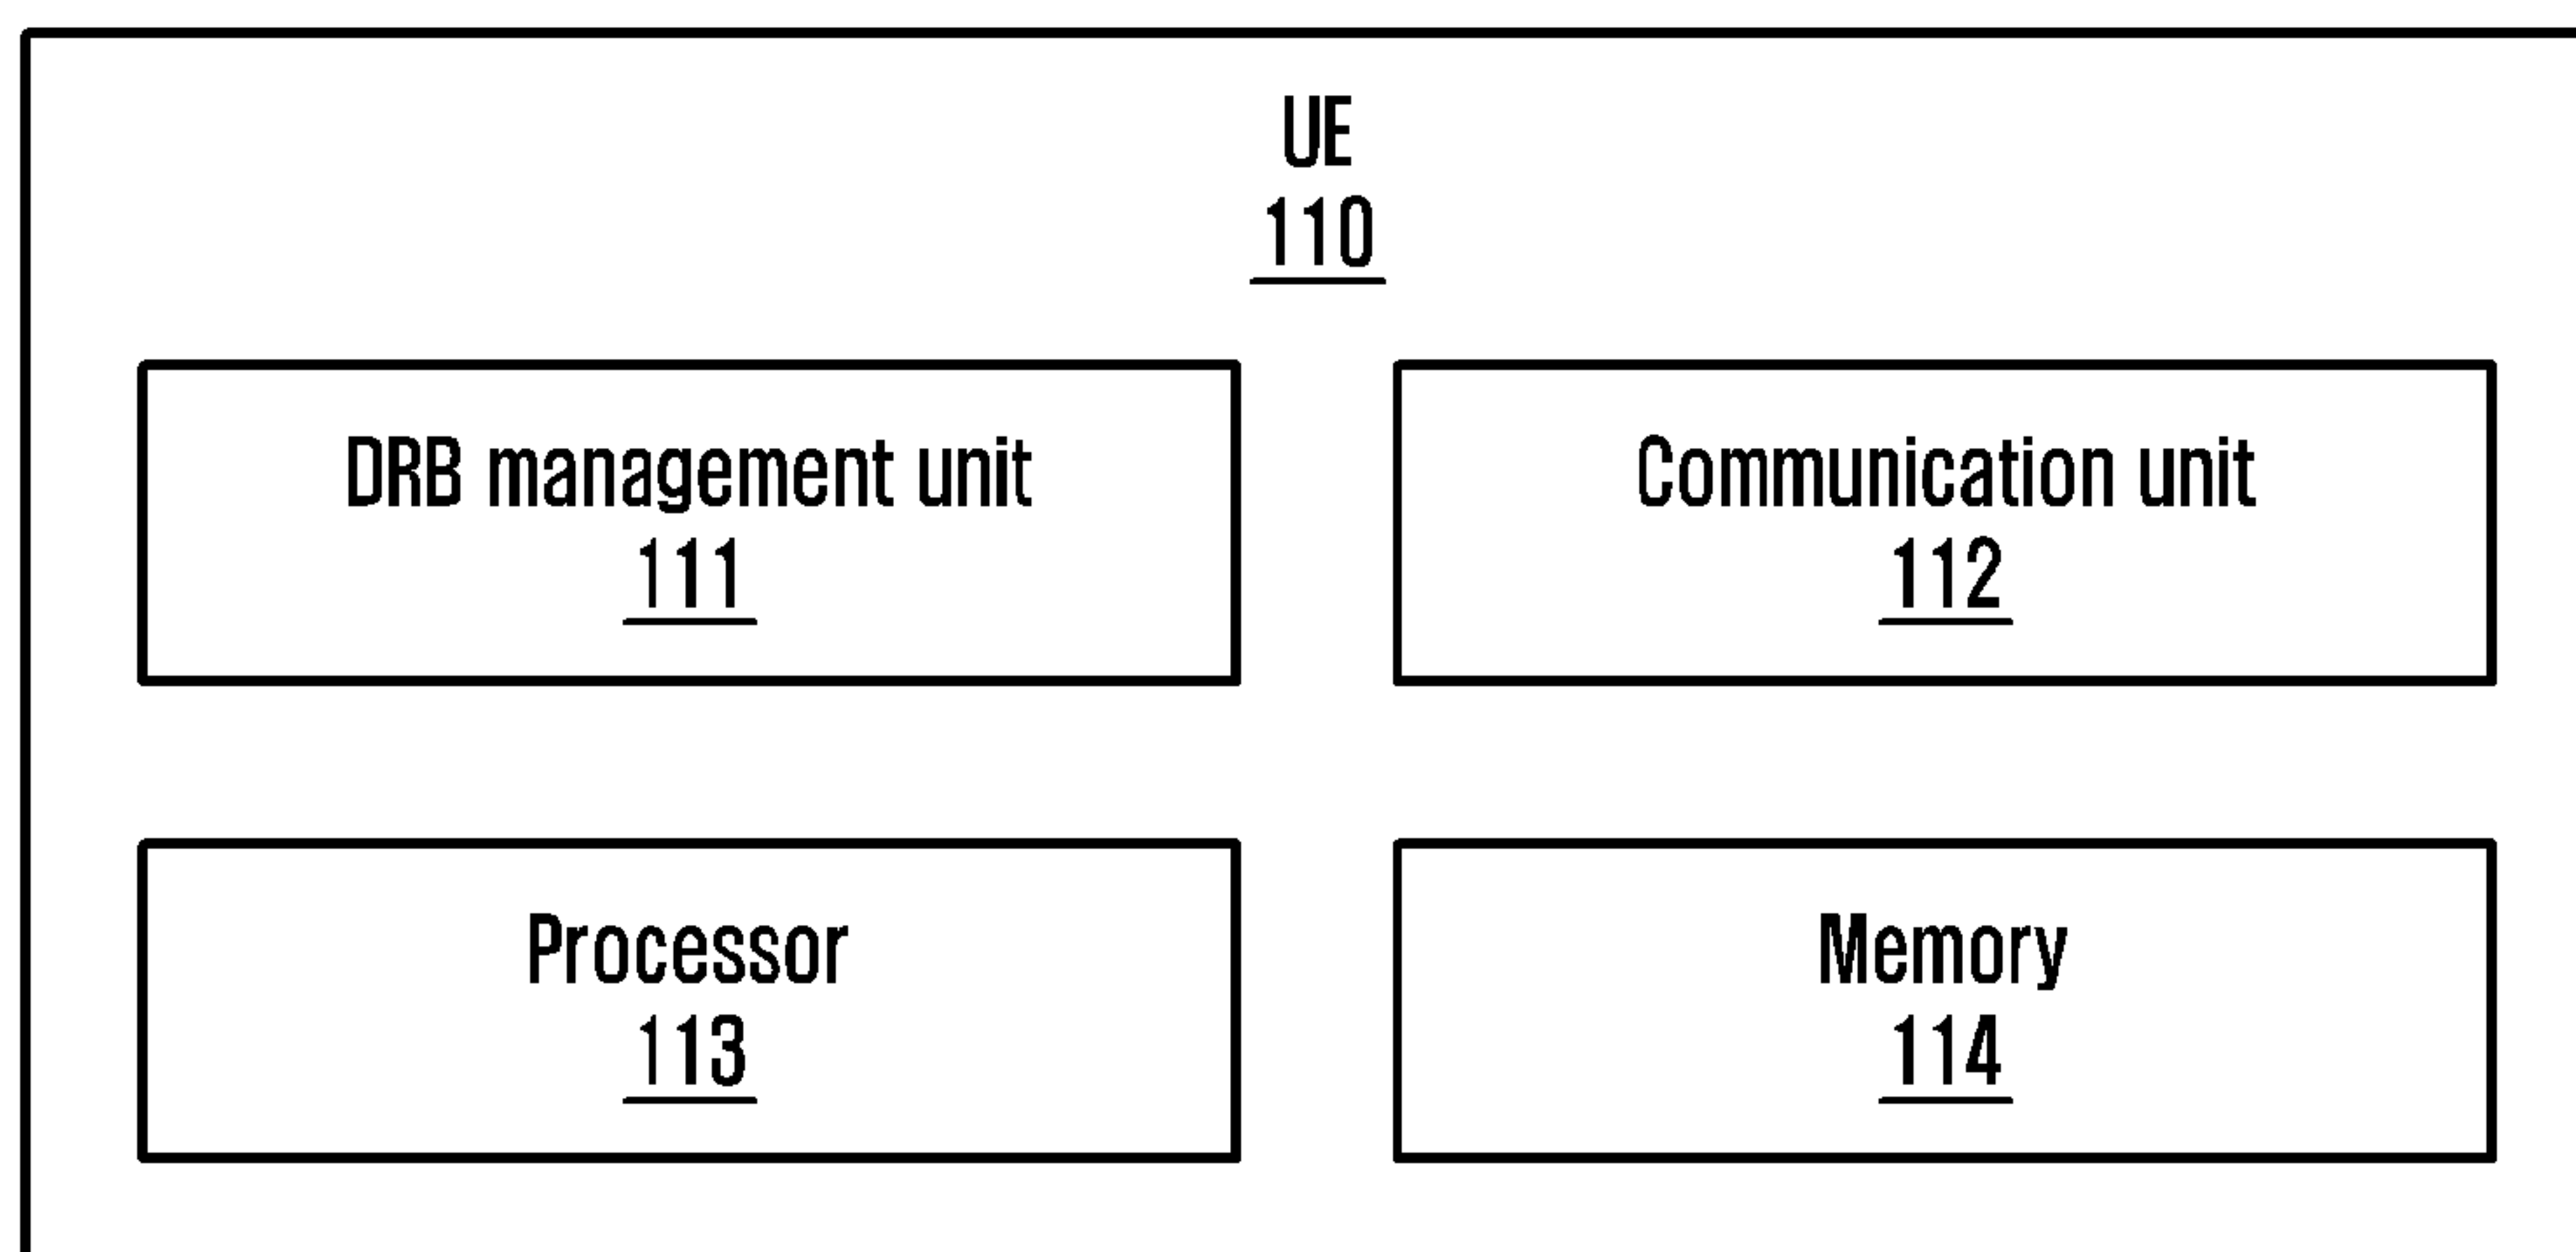 UE
110
DRB management unit
111
Communication unit
112
Processor
113
Memory
114